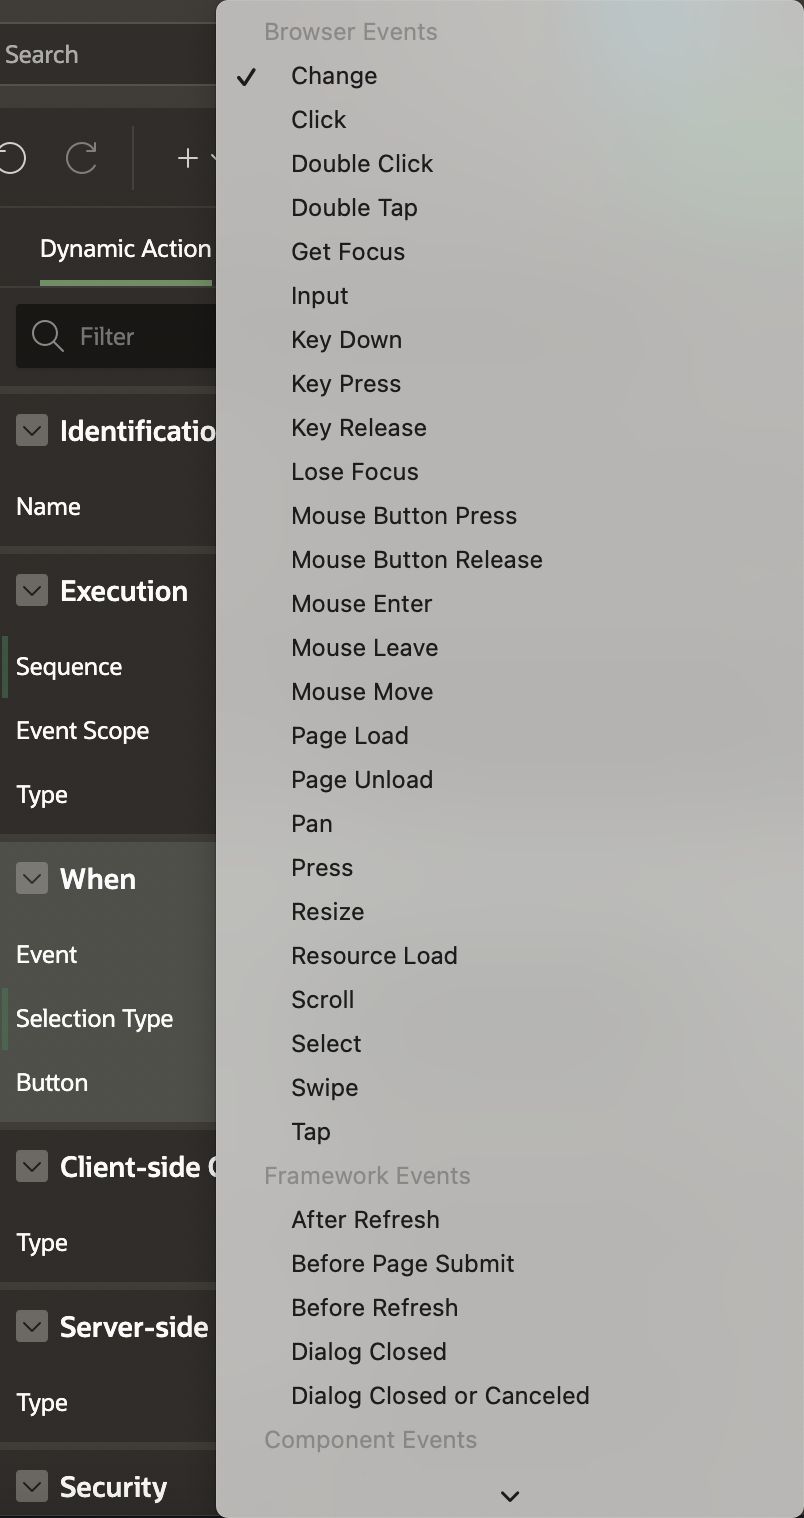 Search
Dynamic Action
Filter
Identificatio
Name
Execution
Sequence
Event Scope
Type
When
Event
Selection Type
Button
Client-side
Type
Server-side
Type
Security
Browser Events
Change
Click
Double Click
Double Tap
Get Focus
Input
Key Down
Key Press
Key Release
Lose Focus
Mouse Button Press
Mouse Button Release
Mouse Enter
Mouse Leave
Mouse Move
Page Load
Page Unload
Pan
Press
Resize
Resource Load
Scroll
Select
Swipe
Tap
Framework Events
After Refresh
Before Page Submit
Before Refresh
Dialog Closed
Dialog Closed or Canceled
Component Events